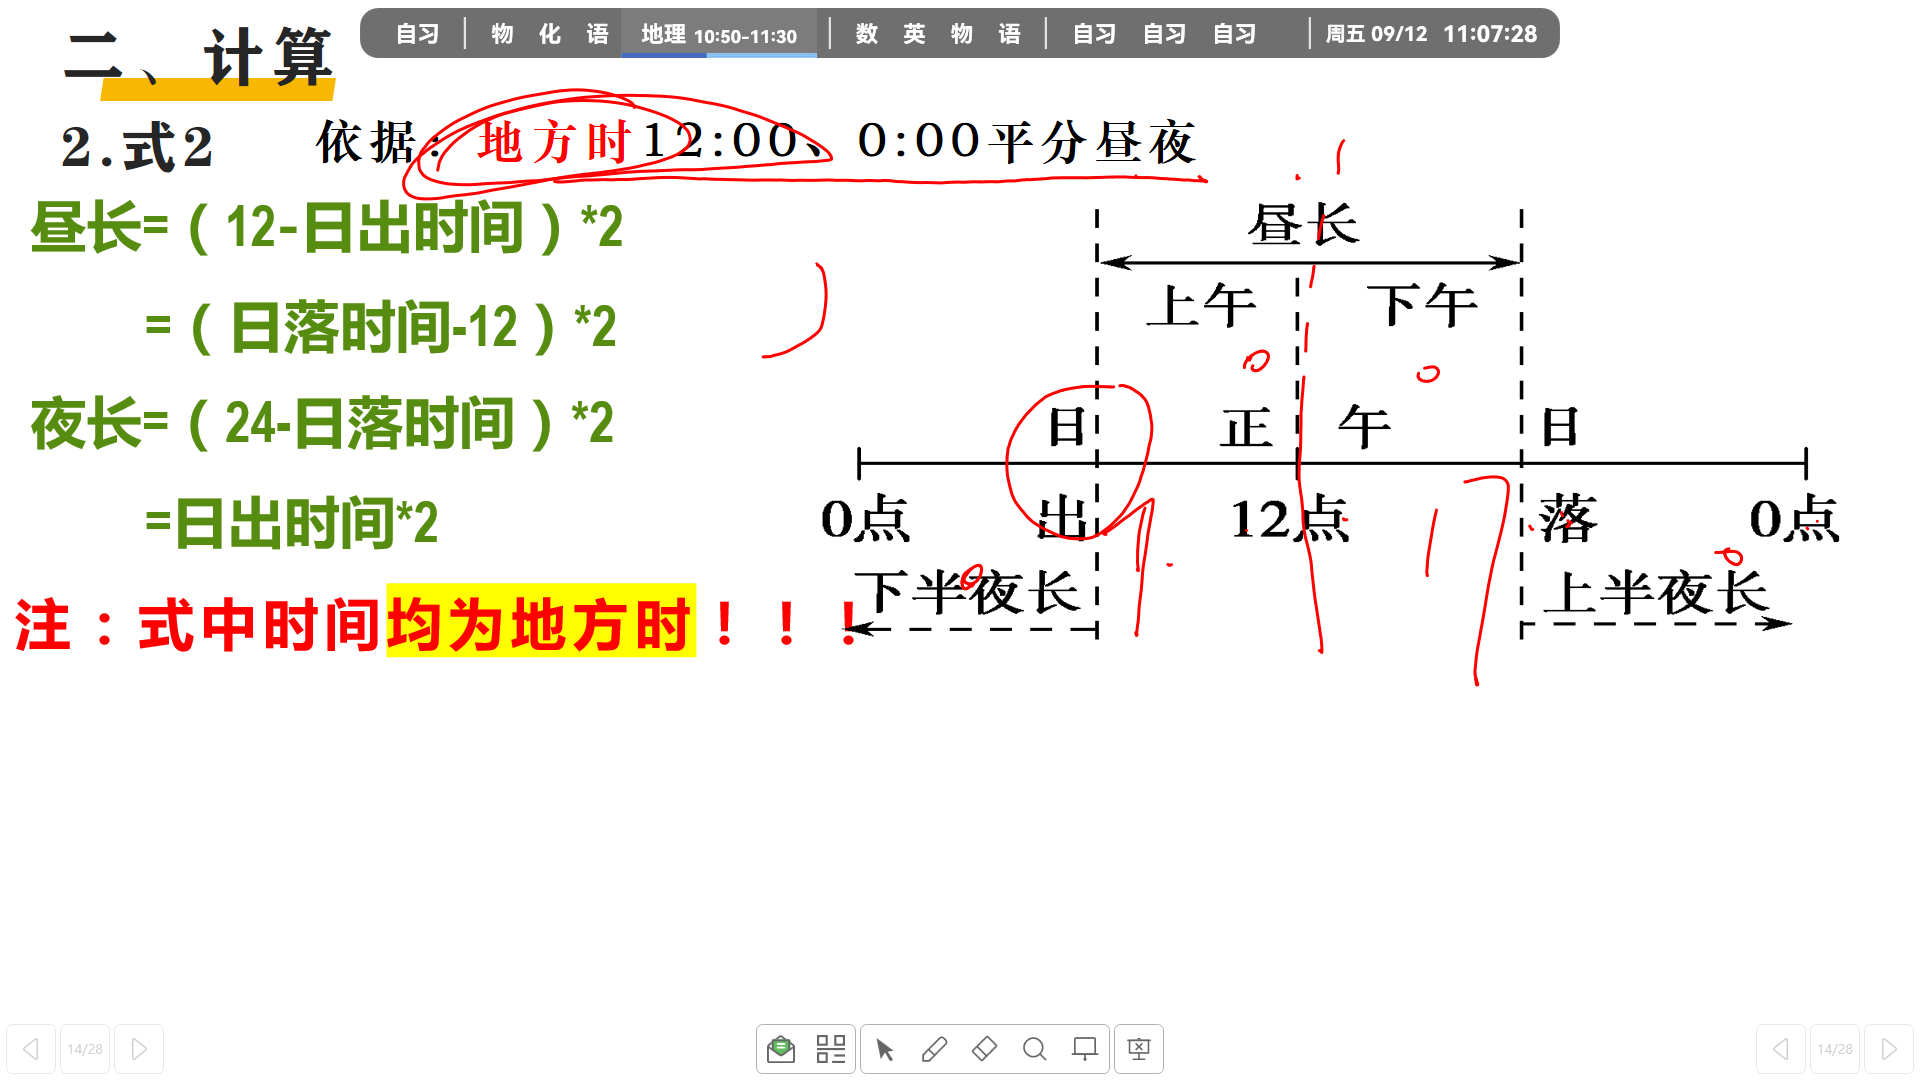 自习 物 化 语 地理 10:50-11:30 数 英 物 语 自习 自习 自习 周五 09/12 11:07:28
二、计算
2.式2 依据：地方时12:00、0:00平分昼夜
昼长=（12-日出时间）*2
=（日落时间-12）*2
夜长=（24-日落时间）*2
=日出时间*2
注：式中时间均为地方时！！！
昼长
上午 下午
日 正 午 日
0点 出 12点 落 0点
下半夜长 上半夜长
17
14/28 14/28